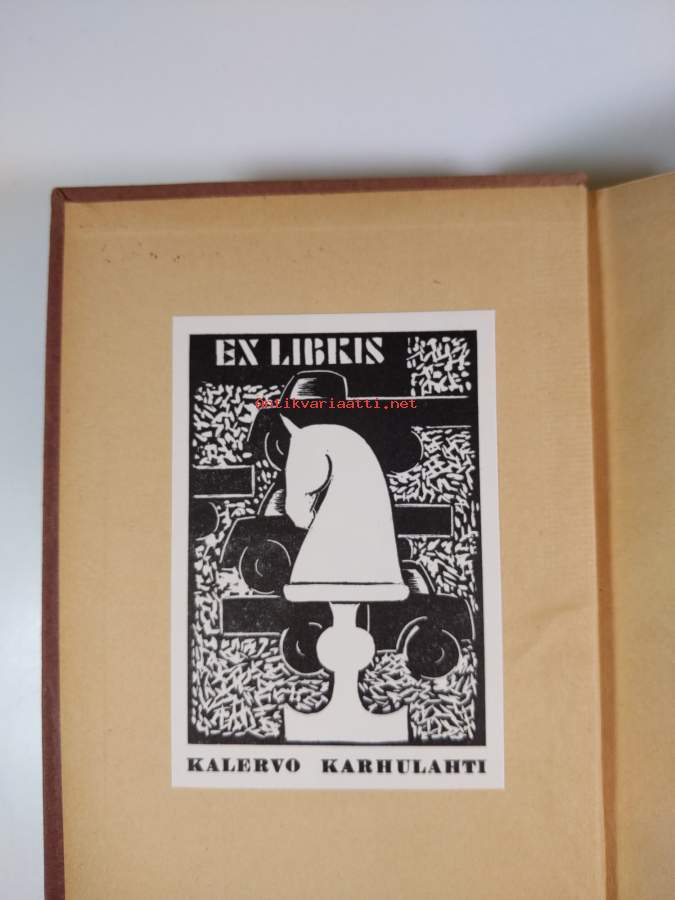 EX LIBRIS
antikvariaatti.net
KALERVO KARHULAHTI